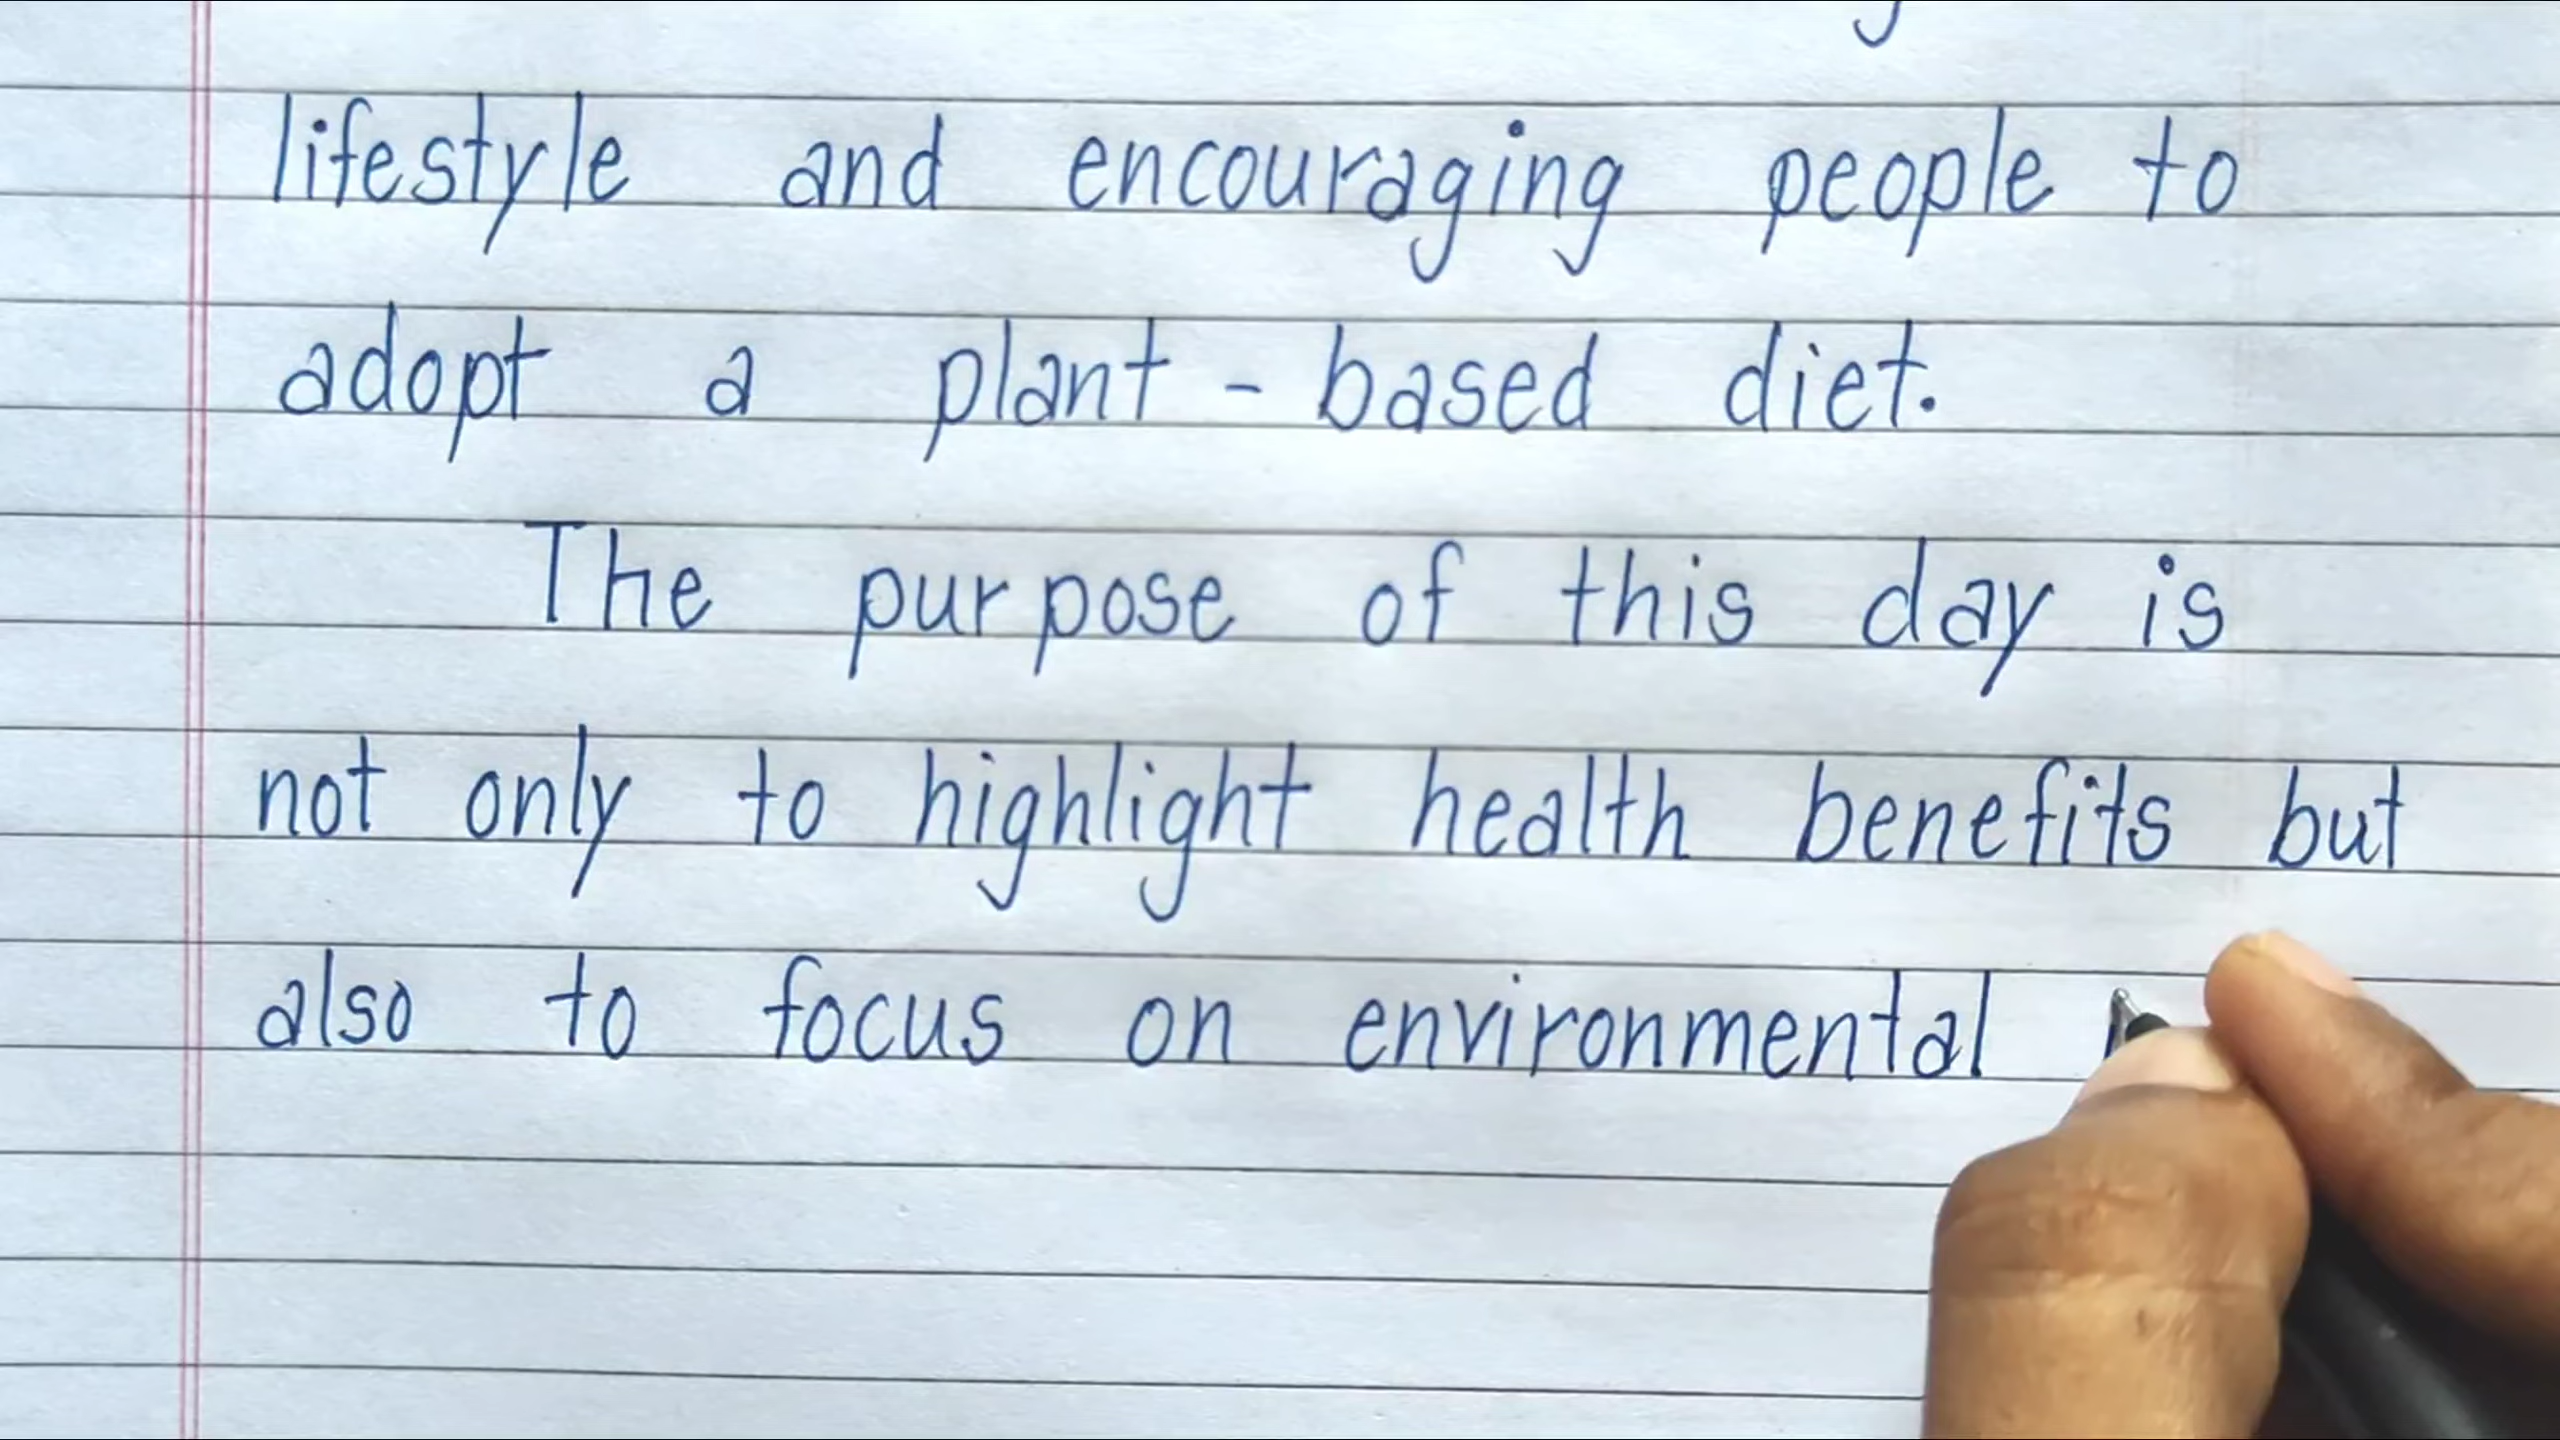 lifestyle and encouraging people to
adopt a plant - based diet.
The purpose of this day is
not only to highlight health benefits but
also to focus on environmental